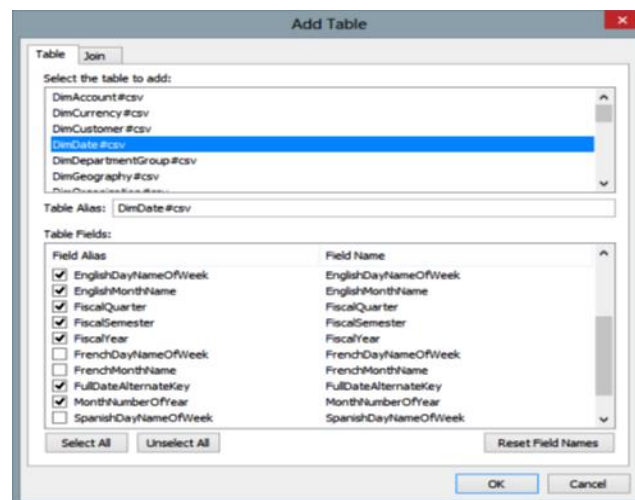 Add Table
Table Join
Select the table to add:
DimAccount#csv
DimCurrency#csv
DimCustomer#csv
DimDate#csv
DimDepartmentGroup#csv
DimGeography#csv
DimOrganization#csv
Table Alias: DimDate#csv
Table Fields:
Field Alias Field Name
EnglishDayNameOfWeek EnglishDayNameOfWeek
EnglishMonthName EnglishMonthName
FiscalQuarter FiscalQuarter
FiscalSemester FiscalSemester
FiscalYear FiscalYear
FrenchDayNameOfWeek FrenchDayNameOfWeek
FrenchMonthName FrenchMonthName
FullDateAlternateKey FullDateAlternateKey
MonthNumberOfYear MonthNumberOfYear
SpanishDayNameOfWeek SpanishDayNameOfWeek
Select All Unselect All Reset Field Names
OK Cancel